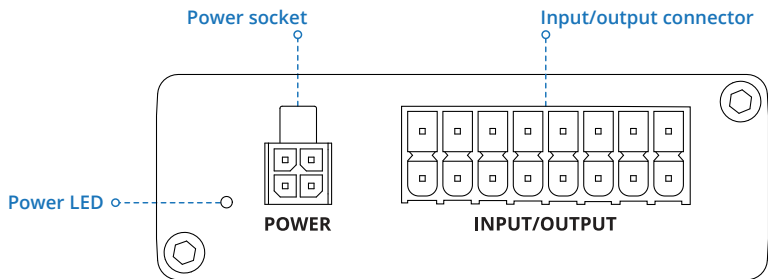 Power socket
Input/output connector
Power LED
POWER
INPUT/OUTPUT